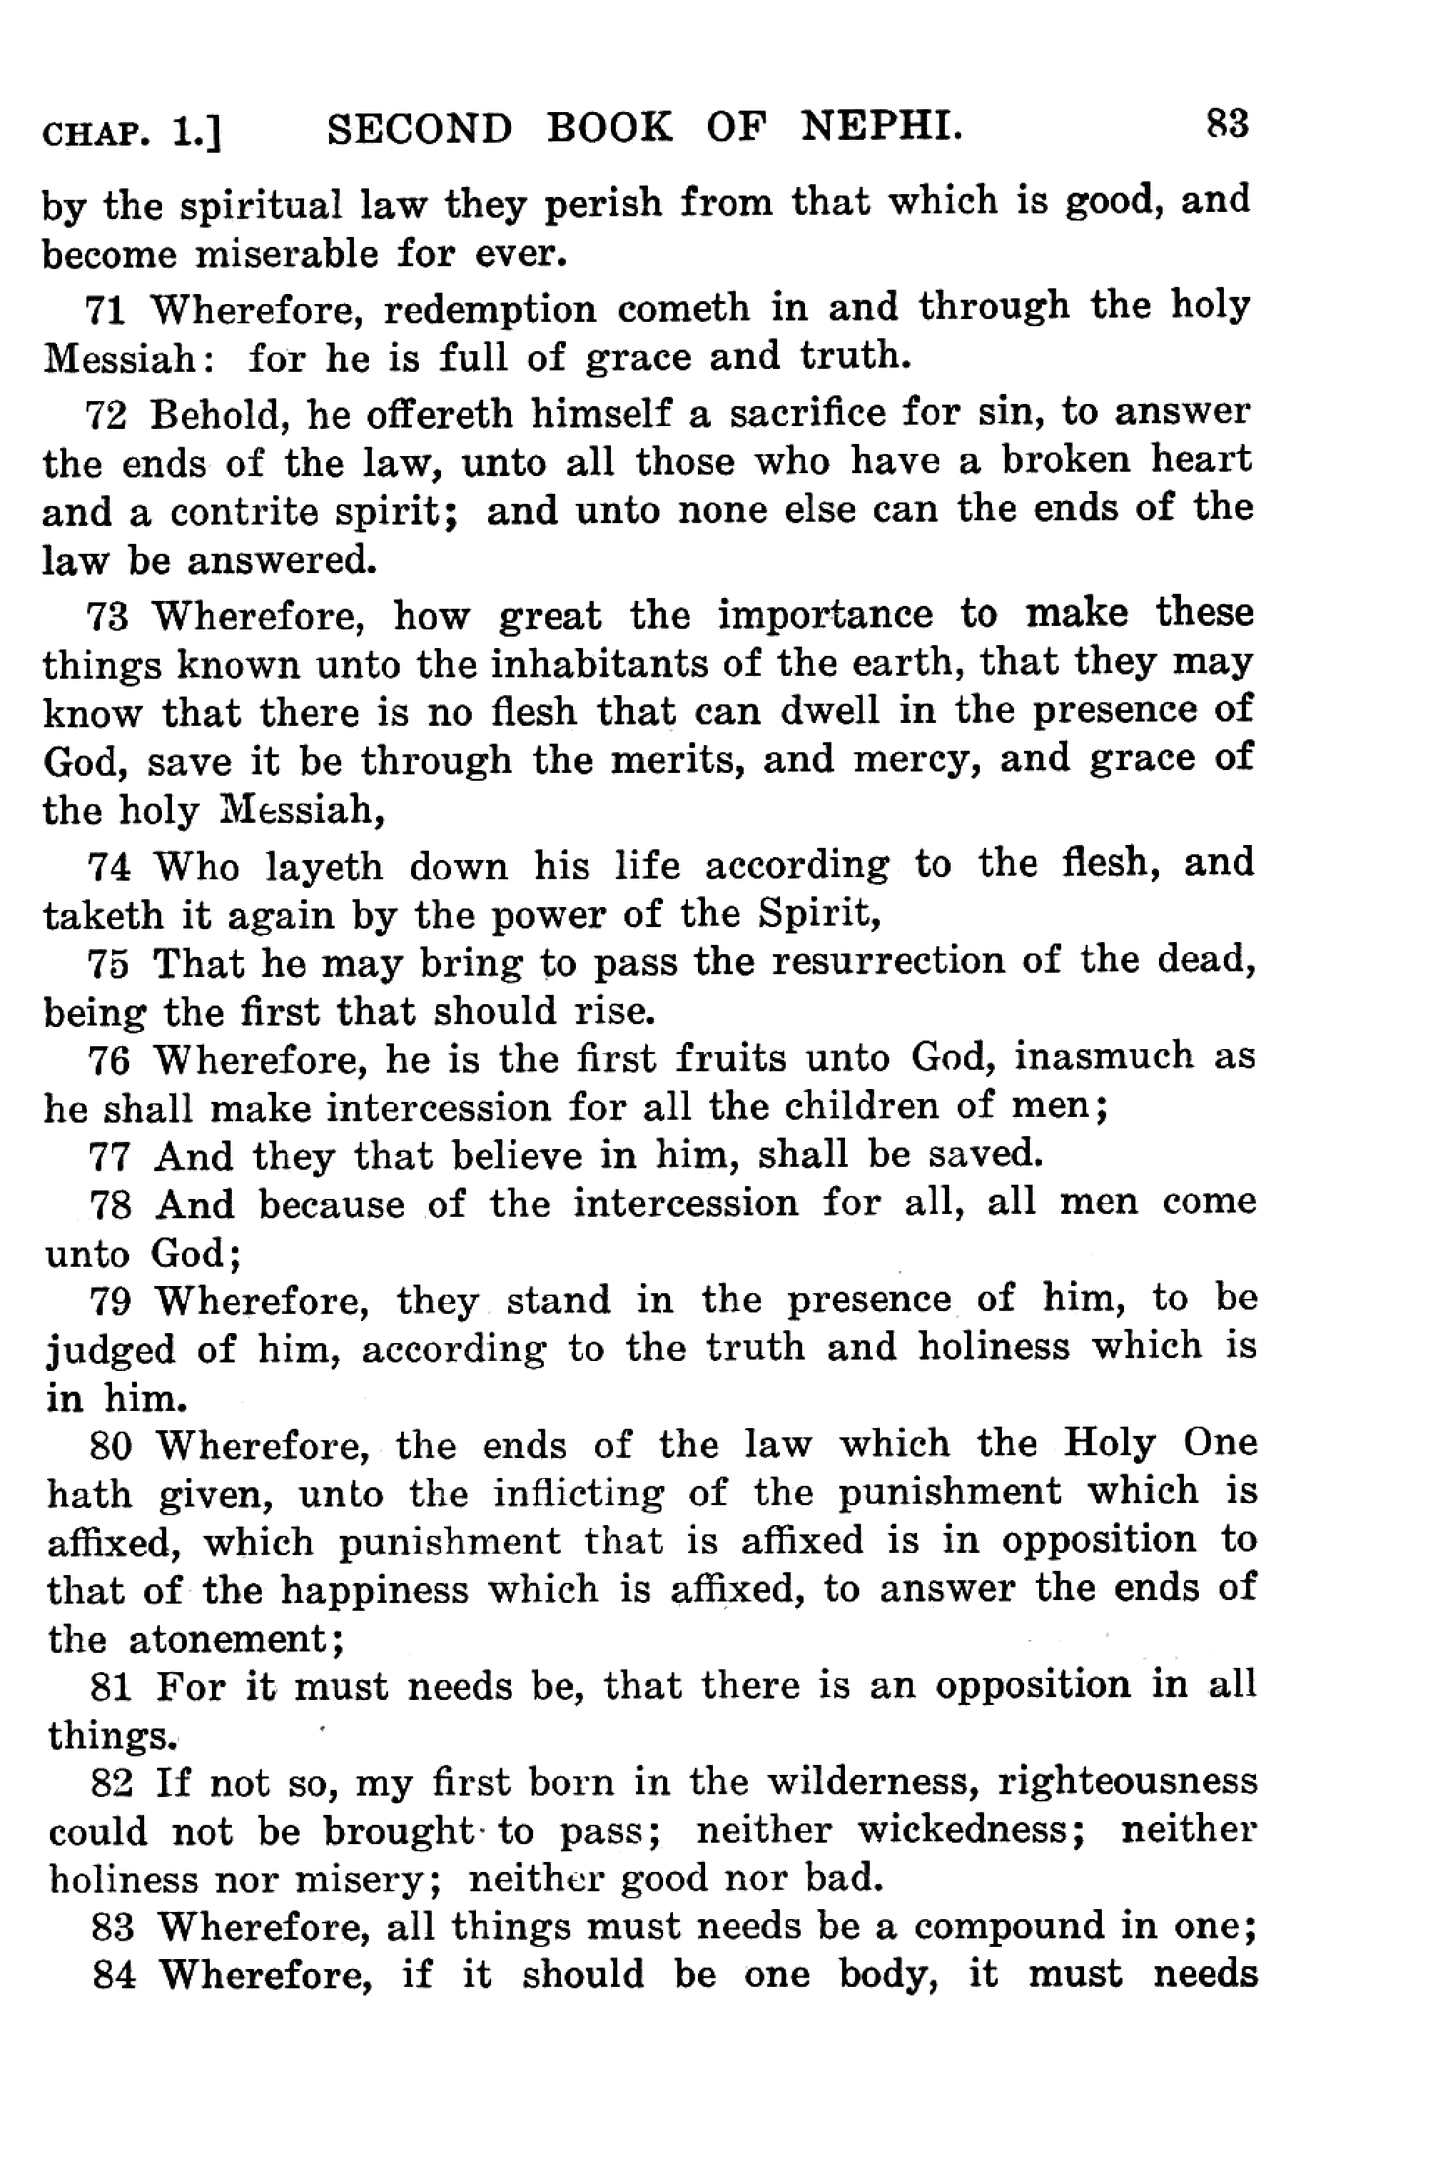 CHAP. 1.] SECOND BOOK OF NEPHI. 83
by the spiritual law they perish from that which is good, and
become miserable for ever.
71 Wherefore, redemption cometh in and through the holy
Messiah: for he is full of grace and truth.
72 Behold, he offereth himself a sacrifice for sin, to answer
the ends of the law, unto all those who have a broken heart
and a contrite spirit; and unto none else can the ends of the
law be answered.
73 Wherefore, how great the importance to make these
things known unto the inhabitants of the earth, that they may
know that there is no flesh that can dwell in the presence of
God, save it be through the merits, and mercy, and grace of
the holy Messiah,
74 Who layeth down his life according to the flesh, and
taketh it again by the power of the Spirit,
75 That he may bring to pass the resurrection of the dead,
being the first that should rise.
76 Wherefore, he is the first fruits unto God, inasmuch as
he shall make intercession for all the children of men;
77 And they that believe in him, shall be saved.
78 And because of the intercession for all, all men come
unto God;
79 Wherefore, they stand in the presence of him, to be
judged of him, according to the truth and holiness which is
in him.
80 Wherefore, the ends of the law which the Holy One
hath given, unto the inflicting of the punishment which is
affixed, which punishment that is affixed is in opposition to
that of the happiness which is affixed, to answer the ends of
the atonement;
81 For it must needs be, that there is an opposition in all
things.
82 If not so, my first born in the wilderness, righteousness
could not be brought to pass; neither wickedness; neither
holiness nor misery; neither good nor bad.
83 Wherefore, all things must needs be a compound in one;
84 Wherefore, if it should be one body, it must needs